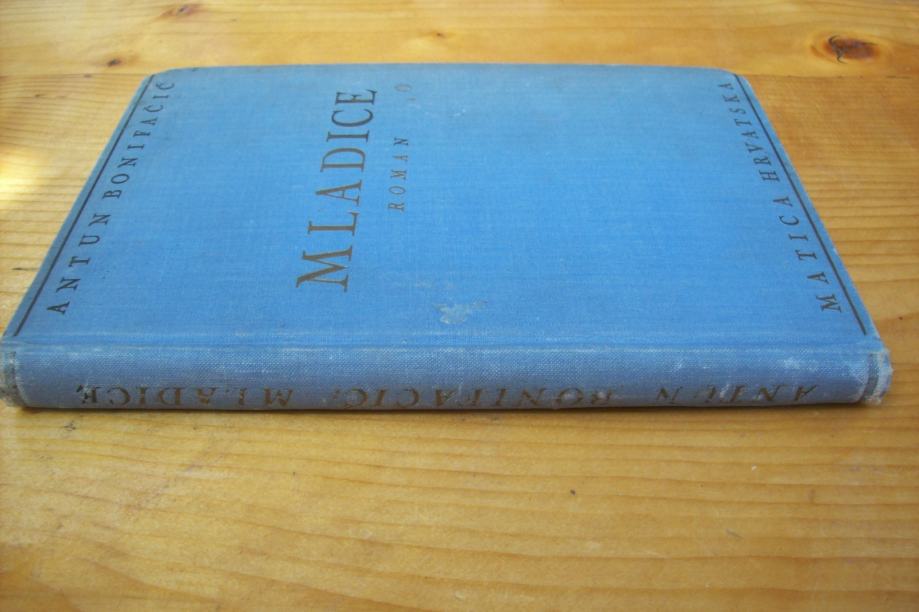 ANTUN BONIFAČIĆ
MLADICE
ROMAN
MATICA HRVATSKA
ANTUN BONIFAČIĆ: MLADICE